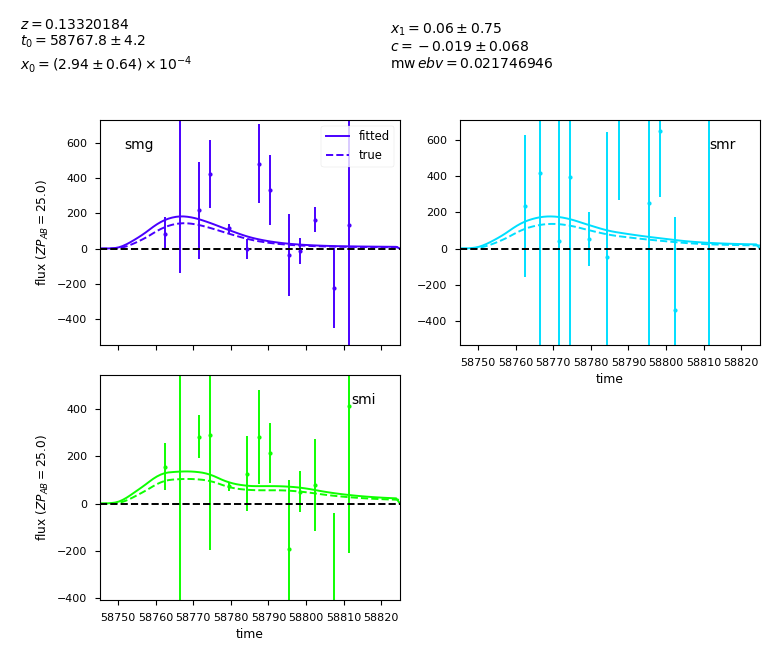 z = 0.13320184
t₀ = 58767.8 ± 4.2
x₀ = (2.94 ± 0.64) × 10⁻⁴
x₁ = 0.06 ± 0.75
c = −0.019 ± 0.068
mw ebv = 0.021746946
smg
fitted
true
600
400
200
0
−200
−400
flux (ZP_AB = 25.0)
smr
600
400
200
0
−200
−400
58750 58760 58770 58780 58790 58800 58810 58820
time
smi
400
200
0
−200
−400
flux (ZP_AB = 25.0)
58750 58760 58770 58780 58790 58800 58810 58820
time